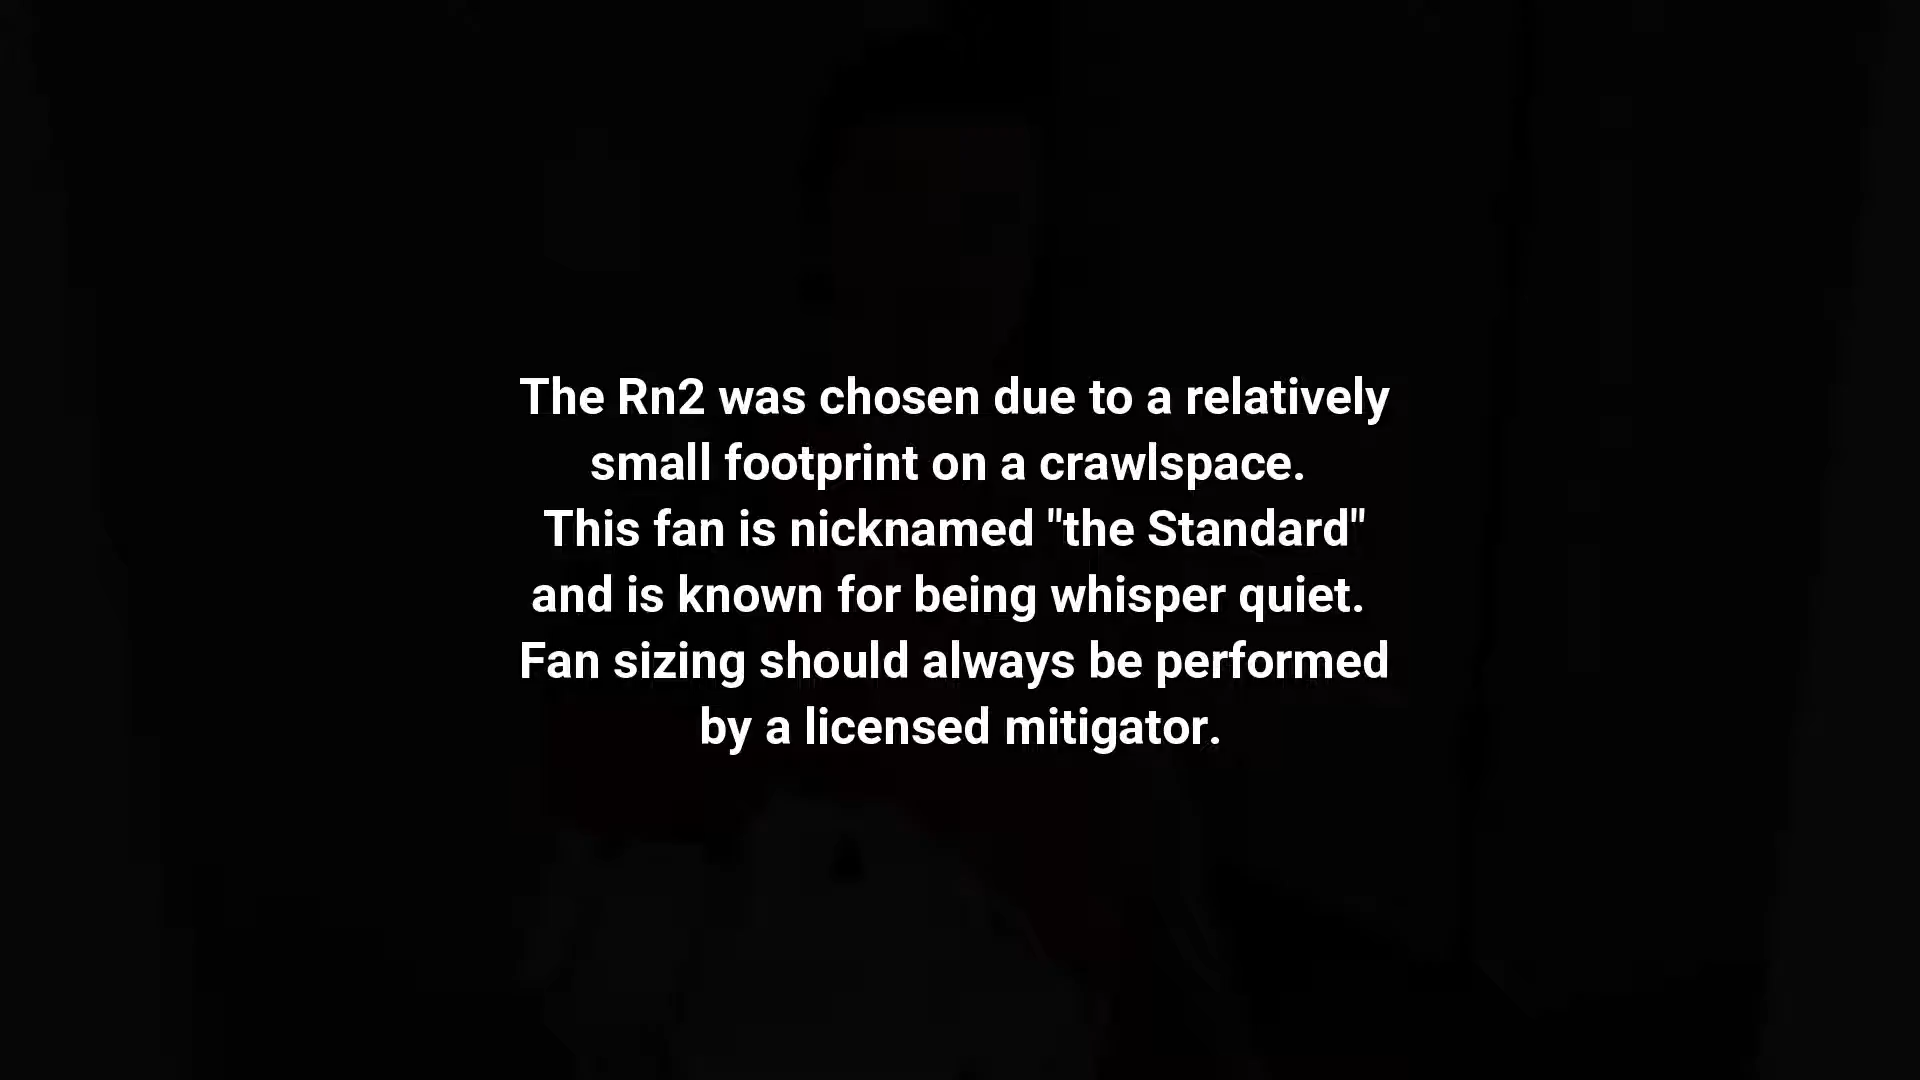 The Rn2 was chosen due to a relatively
small footprint on a crawlspace.
This fan is nicknamed "the Standard"
and is known for being whisper quiet.
Fan sizing should always be performed
by a licensed mitigator.